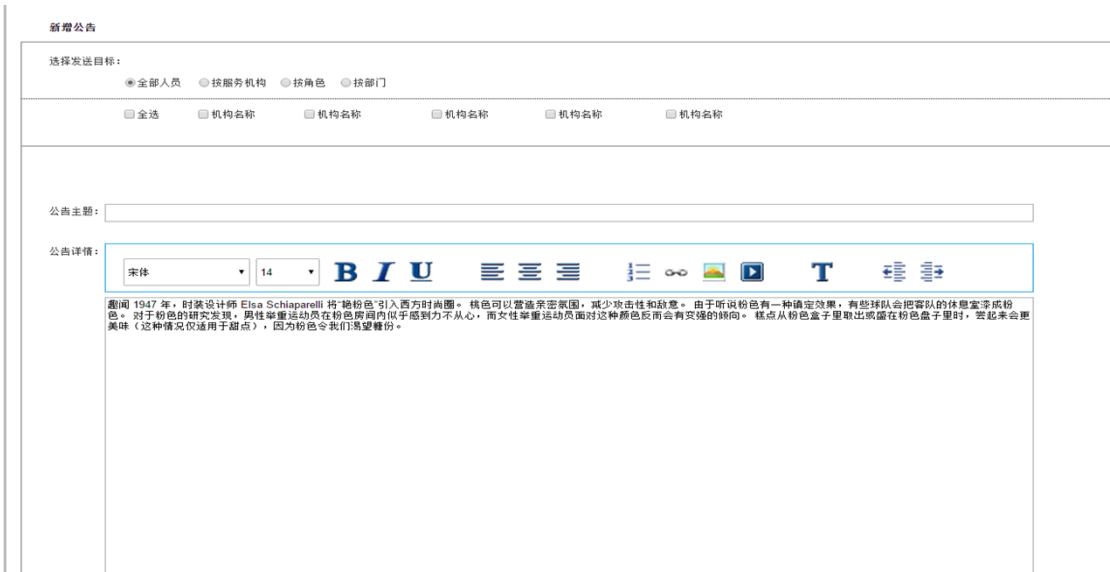 新增公告
选择发送目标：
全部人员 按服务机构 按角色 按部门
全选 机构名称 机构名称 机构名称 机构名称 机构名称
公告主题：
公告详情：
宋体 14 B I U T
趣闻 1947 年，时装设计师 Elsa Schiaparelli 将“艳粉色”引入西方时尚圈。 桃色可以营造亲密氛围，减少攻击性和敌意。 由于听说粉色有一种镇定效果，有些球队会把客队的休息室漆成粉
色。 对于粉色的研究发现，男性举重运动员在粉色房间内似乎感到力不从心，而女性举重运动员面对这种颜色反而会有变强的倾向。 糕点从粉色盒子里取出或盛在粉色盘子里时，尝起来会更
美味（这种情况仅适用于甜点），因为粉色令我们渴望糖份。